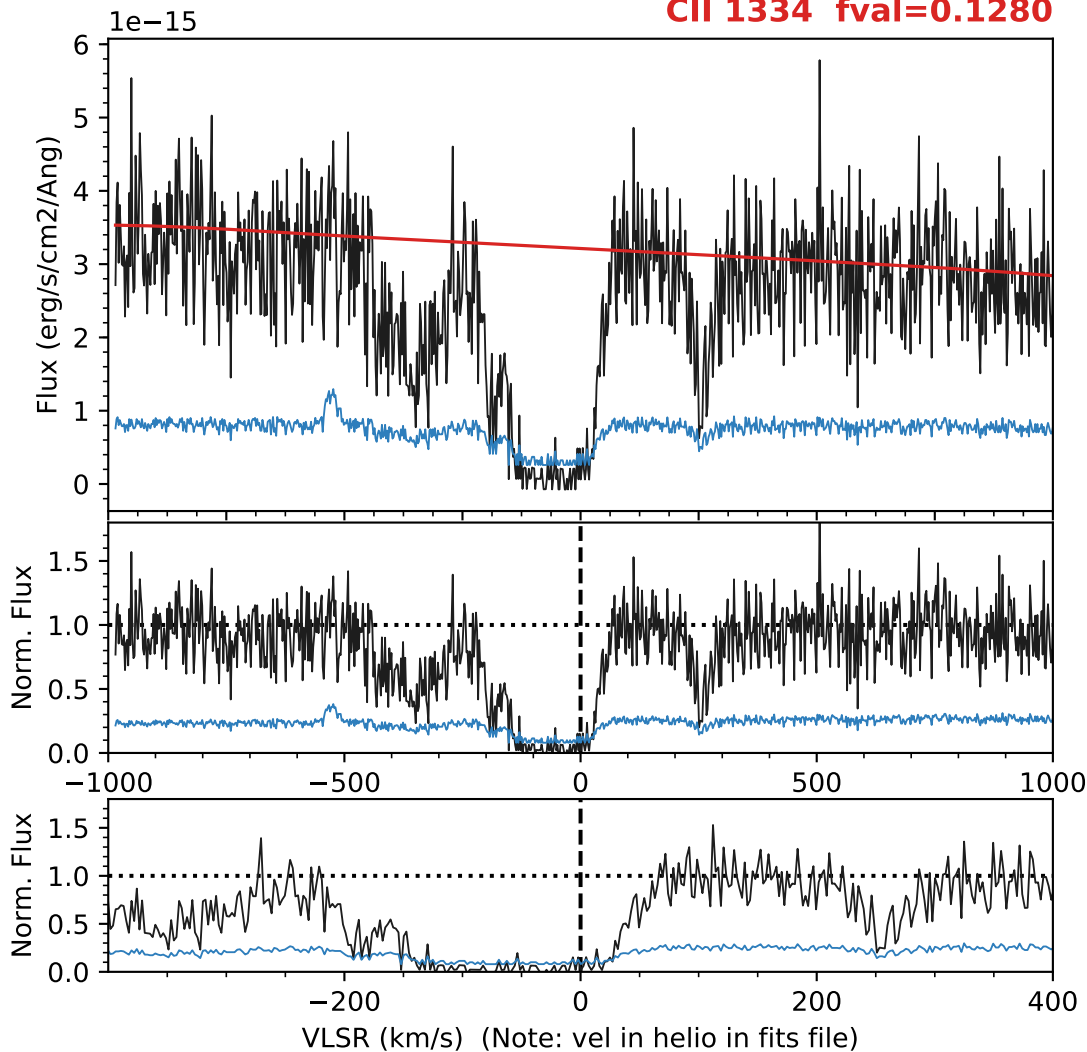 CII 1334 fval=0.1280
1e−15
6
5
4
3
2
1
0
Flux (erg/s/cm2/Ang)
1.5
1.0
0.5
0.0
Norm. Flux
−1000 −500 0 500 1000
1.5
1.0
0.5
0.0
Norm. Flux
−200 0 200 400
VLSR (km/s) (Note: vel in helio in fits file)